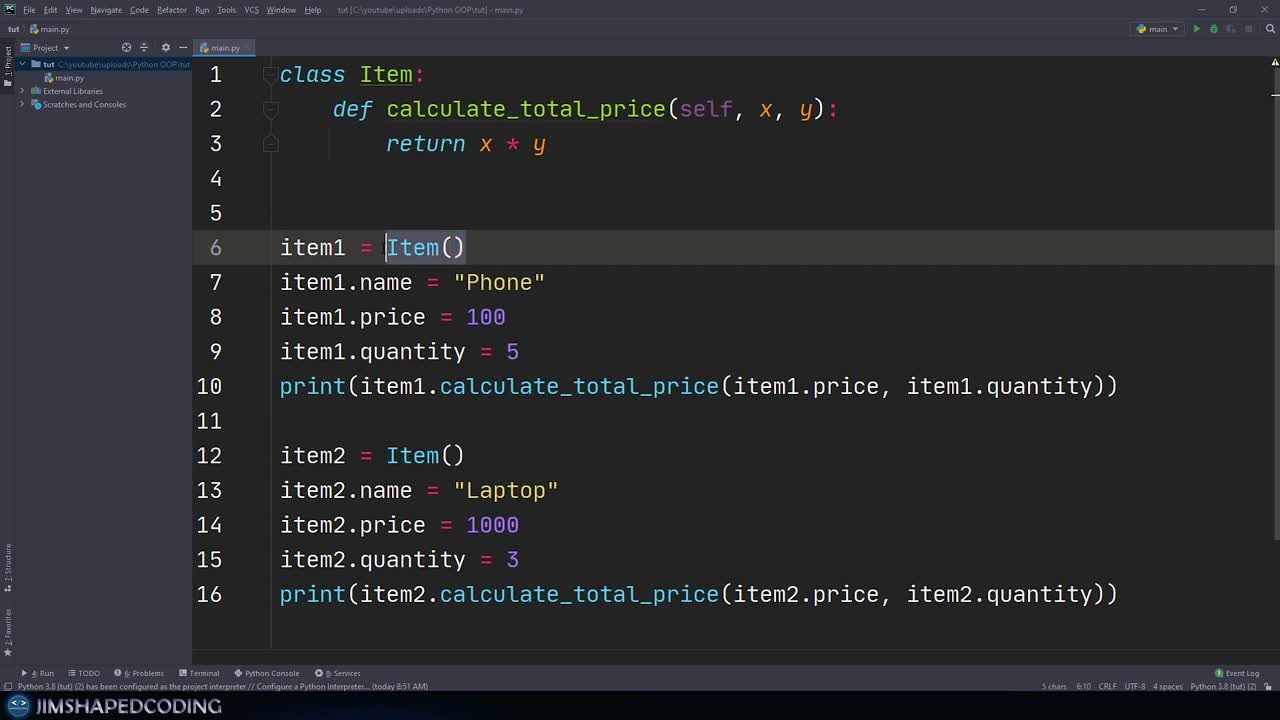 File Edit View Navigate Code Refactor Run Tools VCS Window Help tut [C:\youtube\uploads\Python OOP\tut] - main.py
tut main.py
main
Project
main.py
1: Project
tut C:\youtube\uploads\Python OOP\tut
main.py
External Libraries
Scratches and Consoles
1 class Item:
2 def calculate_total_price(self, x, y):
3 return x * y
4
5
6 item1 = Item()
7 item1.name = "Phone"
8 item1.price = 100
9 item1.quantity = 5
10 print(item1.calculate_total_price(item1.price, item1.quantity))
11
12 item2 = Item()
13 item2.name = "Laptop"
14 item2.price = 1000
15 item2.quantity = 3
16 print(item2.calculate_total_price(item2.price, item2.quantity))
7: Structure
2: Favorites
4: Run TODO 6: Problems Terminal Python Console 8: Services Event Log
Python 3.8 (tut) (2) has been configured as the project interpreter // Configure a Python Interpreter... (today 8:51 AM) 5 chars 6:10 CRLF UTF-8 4 spaces Python 3.8 (tut) (2)
JIMSHAPEDCODING